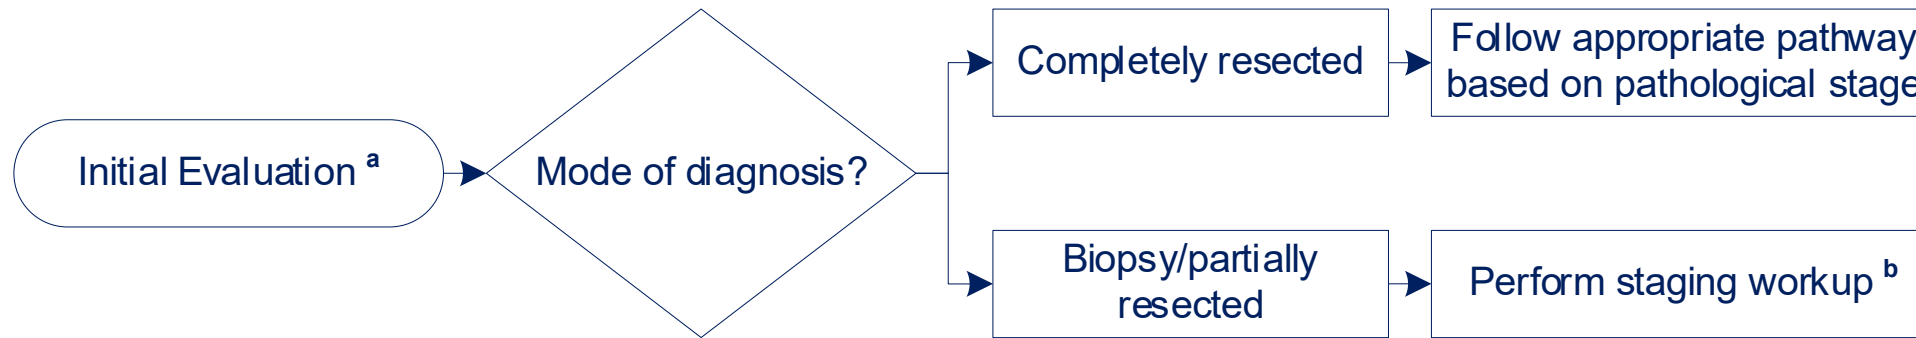 Initial Evaluation a
Mode of diagnosis?
Completely resected
Follow appropriate pathway
based on pathological stage
Biopsy/partially
resected
Perform staging workup b